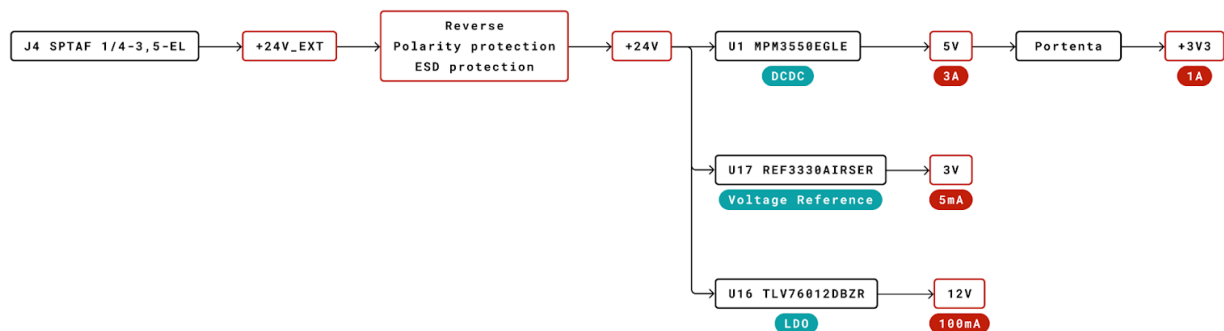 J4 SPTAF 1/4-3,5-EL
+24V_EXT
Reverse
Polarity protection
ESD protection
+24V
U1 MPM3550EGLE
DCDC
5V
3A
Portenta
+3V3
1A
U17 REF3330AIRSER
Voltage Reference
3V
5mA
U16 TLV76012DBZR
LDO
12V
100mA